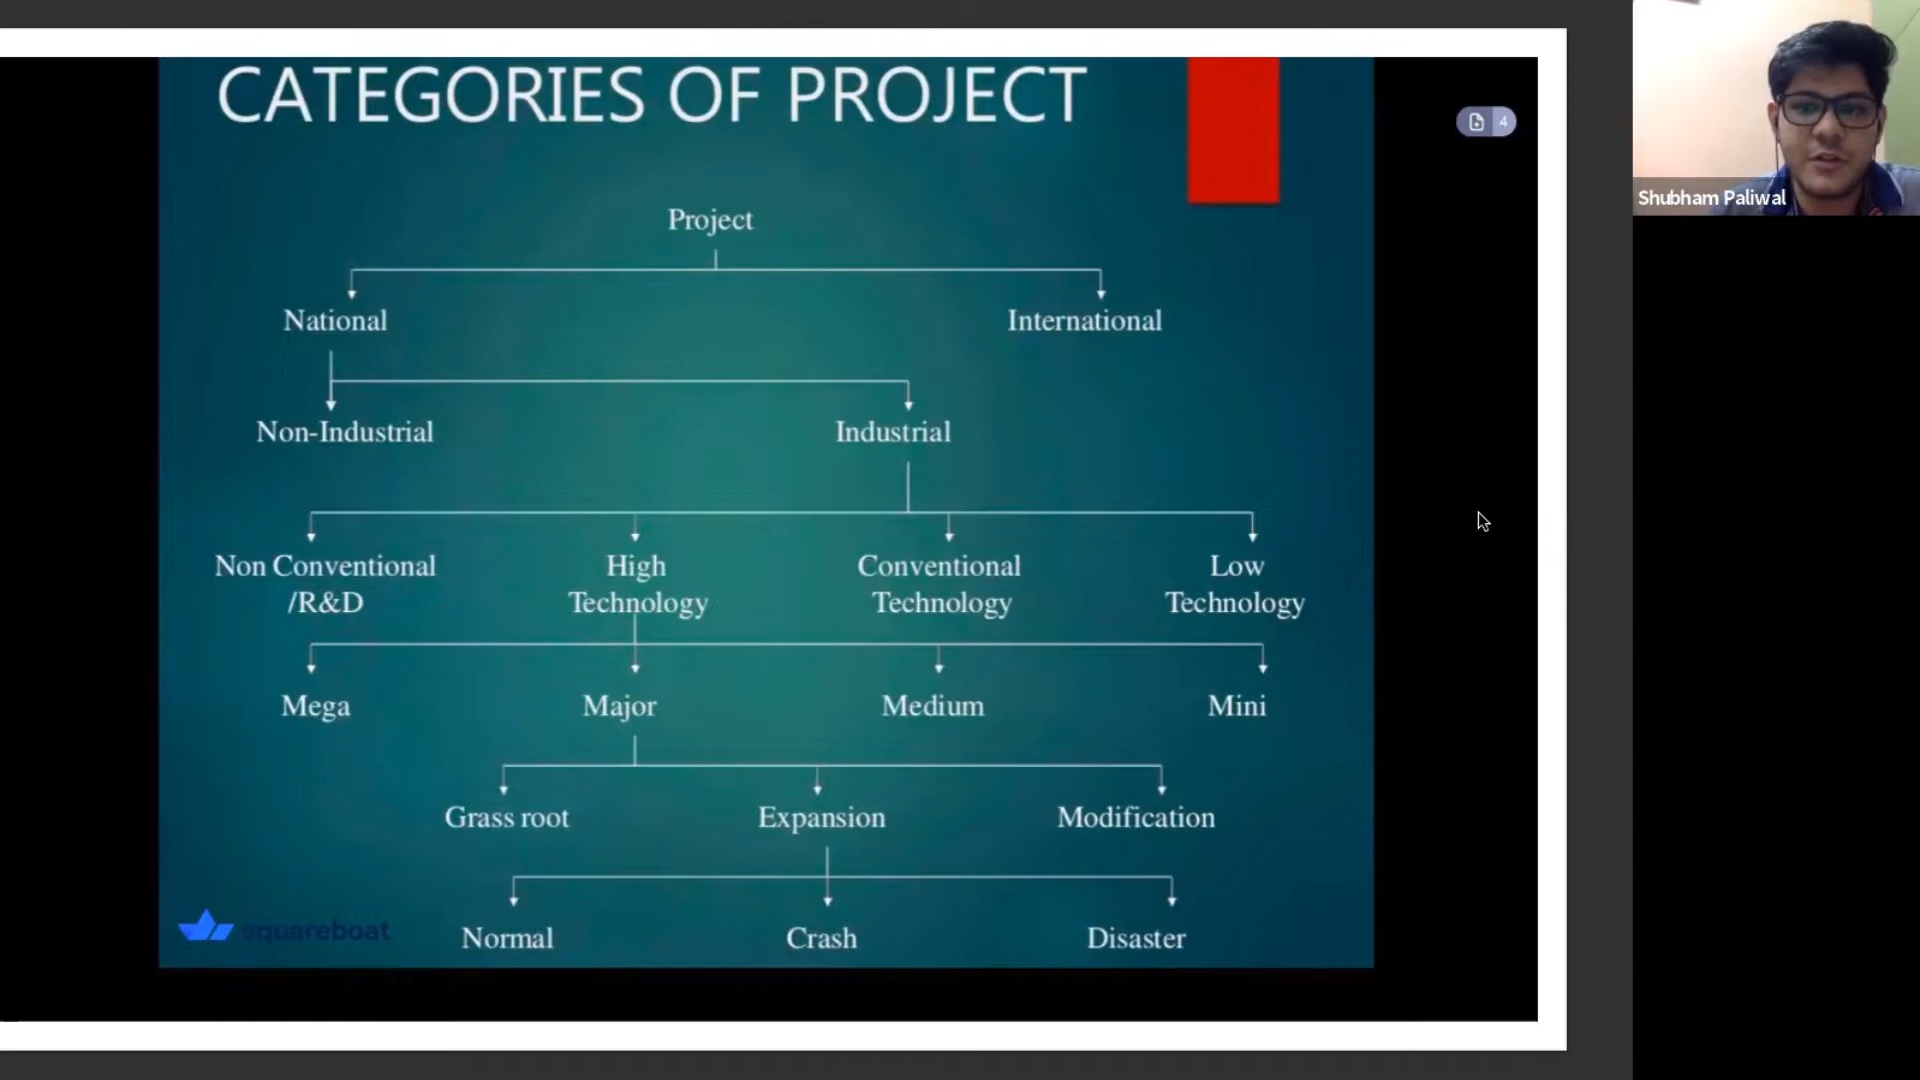 CATEGORIES OF PROJECT
4
Shubham Paliwal
Project
National International
Non-Industrial Industrial
Non Conventional High Conventional Low
/R&D Technology Technology Technology
Mega Major Medium Mini
Grass root Expansion Modification
squareboat
Normal Crash Disaster